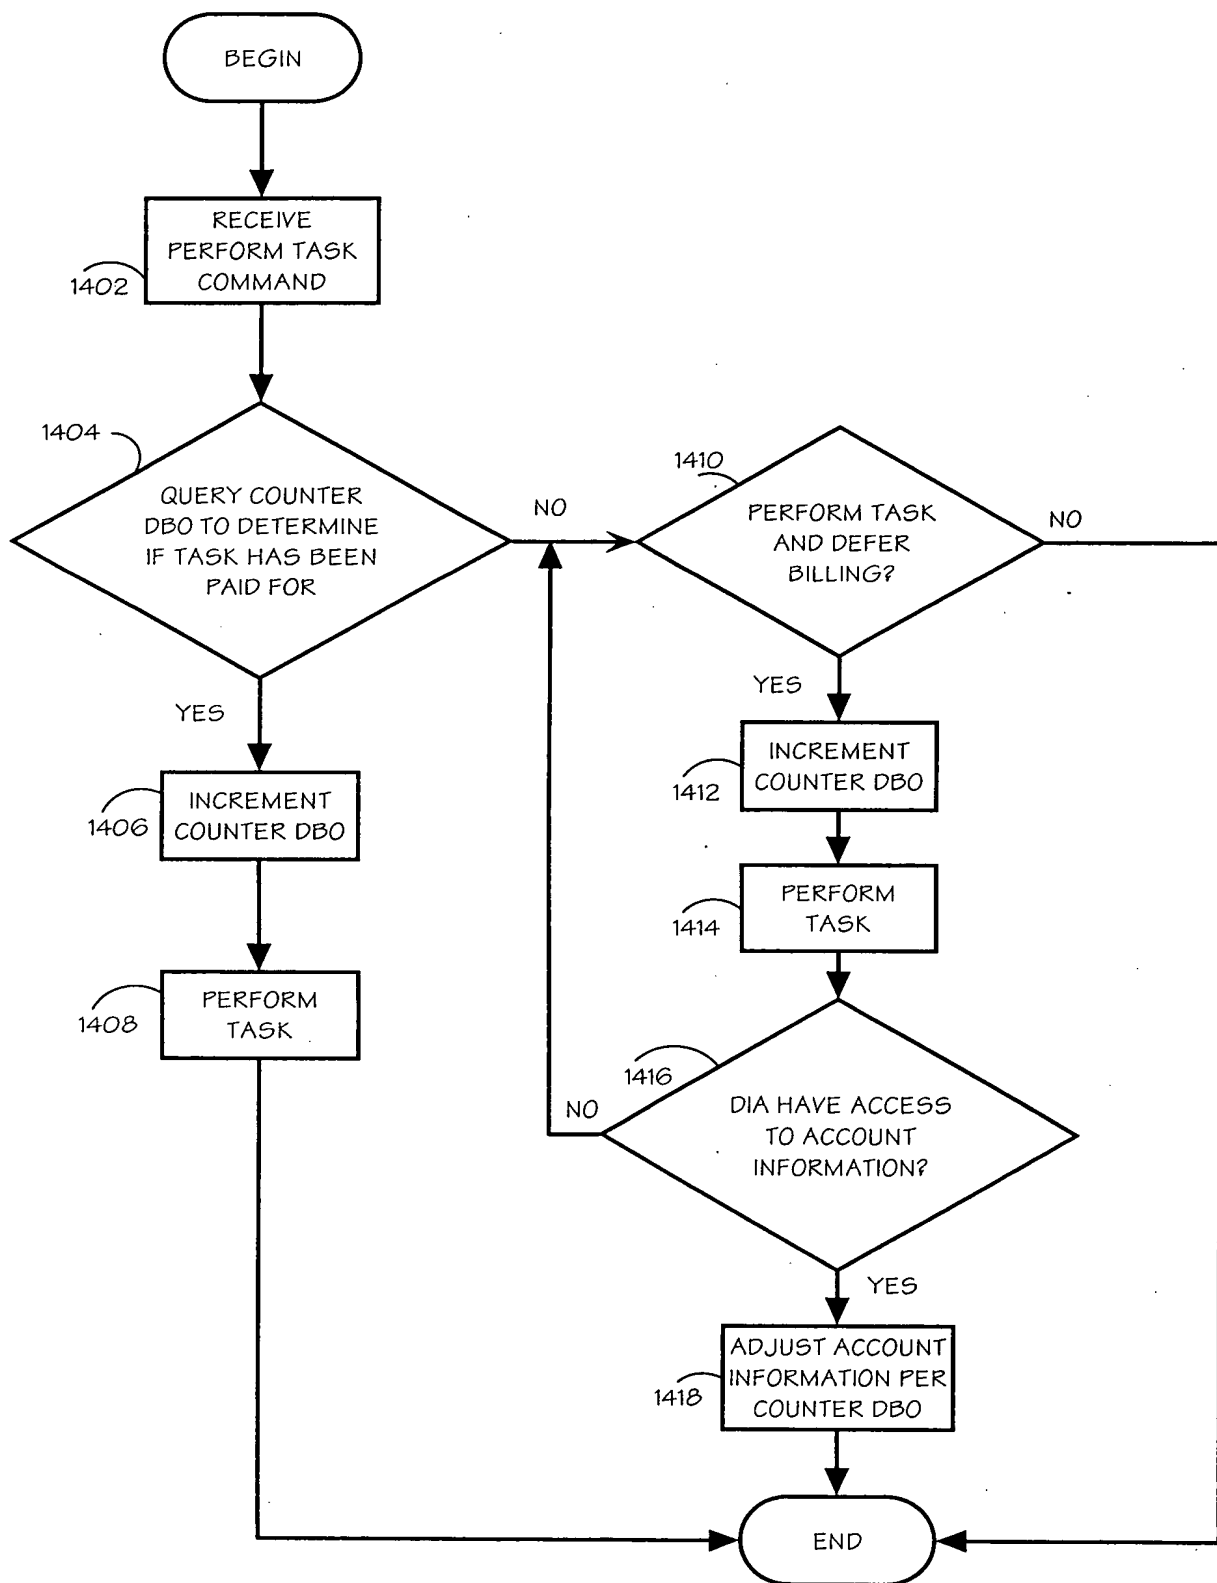 BEGIN
RECEIVE
PERFORM TASK
COMMAND
1402
1404
QUERY COUNTER
DBO TO DETERMINE
IF TASK HAS BEEN
PAID FOR
NO
YES
1406
INCREMENT
COUNTER DBO
1408
PERFORM
TASK
1410
PERFORM TASK
AND DEFER
BILLING?
NO
YES
1412
INCREMENT
COUNTER DBO
1414
PERFORM
TASK
1416
DIA HAVE ACCESS
TO ACCOUNT
INFORMATION?
NO
YES
1418
ADJUST ACCOUNT
INFORMATION PER
COUNTER DBO
END